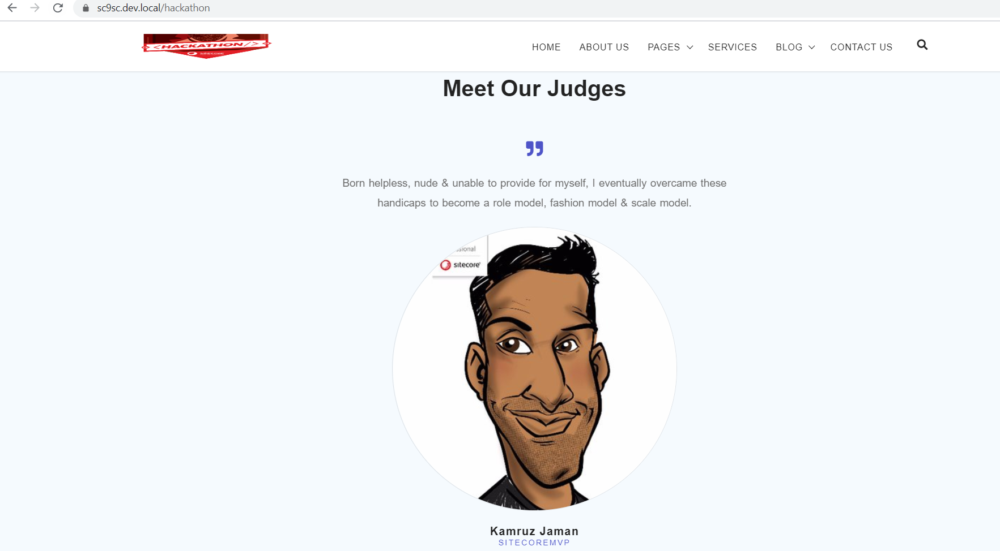 sc9sc.dev.local/hackathon
<HACKATHON/>
sitecore
HOME ABOUT US PAGES SERVICES BLOG CONTACT US
Meet Our Judges
Born helpless, nude & unable to provide for myself, I eventually overcame these
handicaps to become a role model, fashion model & scale model.
ssional
sitecore
Kamruz Jaman
SITECOREMVP